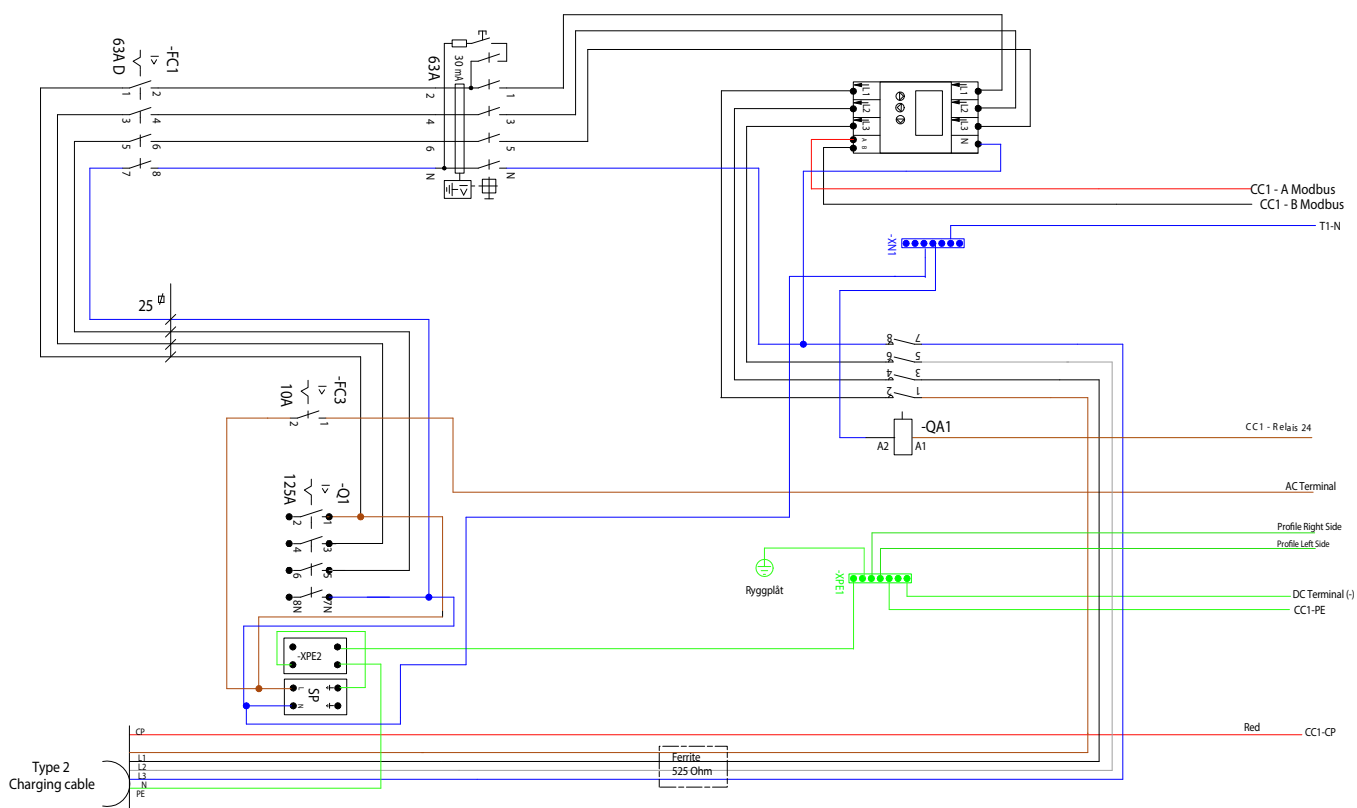 -FC1
63A D
I>
1
2
3
4
5
6
7
8
30 mA
63A
2
1
4
3
6
5
N
N
I>
L1
L1
L2
L2
L3
L3
A
N
B
CC1 - A Modbus
CC1 - B Modbus
T1-N
-XN1
25
8
7
6
5
4
3
2
1
-FC3
10A
I>
2
1
-QA1
A2
A1
CC1 - Relais 24
AC Terminal
-Q1
125A
I>
2
1
4
3
6
5
8N
7N
Profile Right Side
Profile Left Side
Ryggplåt
-XPE1
DC Terminal (-)
CC1-PE
-XPE2
SP
L
N
CP
Red
CC1-CP
L1
L2
L3
N
PE
Ferrite
525 Ohm
Type 2
Charging cable